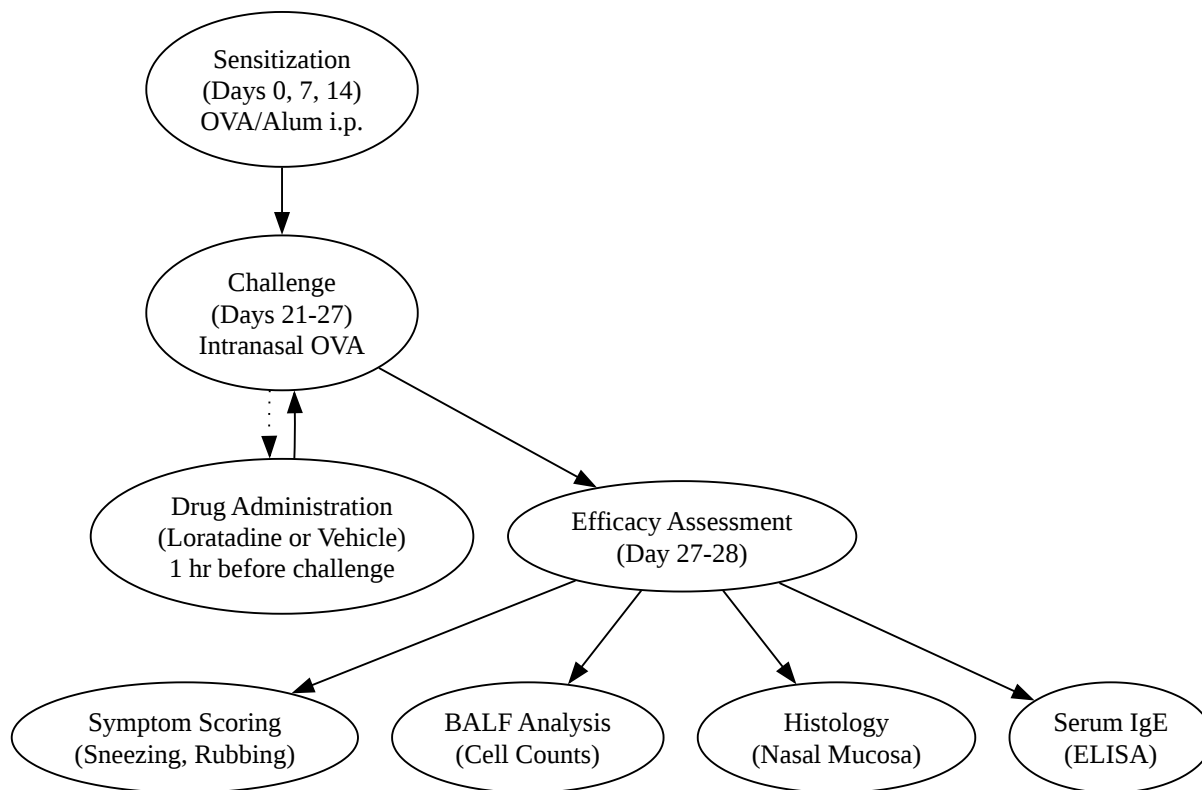 Sensitization
(Days 0, 7, 14)
OVA/Alum i.p.
Challenge
(Days 21-27)
Intranasal OVA
Drug Administration
(Loratadine or Vehicle)
1 hr before challenge
Efficacy Assessment
(Day 27-28)
Symptom Scoring
(Sneezing, Rubbing)
BALF Analysis
(Cell Counts)
Histology
(Nasal Mucosa)
Serum IgE
(ELISA)